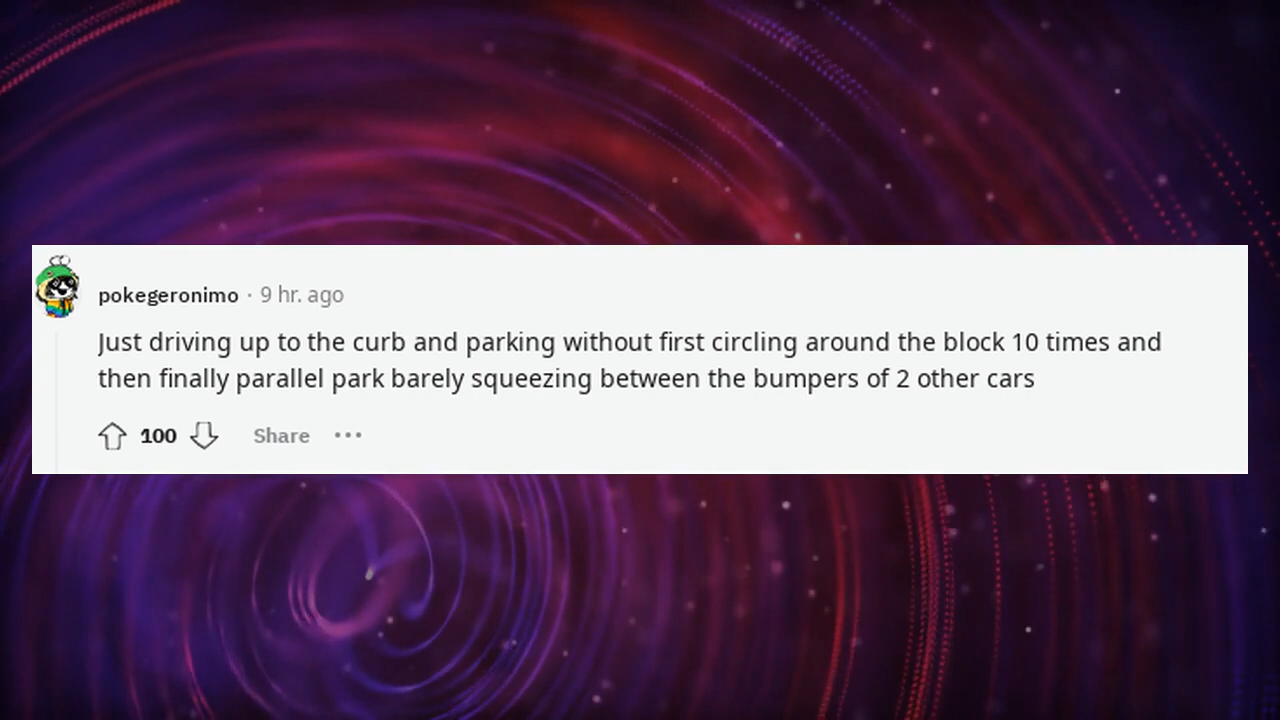 pokegeronimo · 9 hr. ago
Just driving up to the curb and parking without first circling around the block 10 times and
then finally parallel park barely squeezing between the bumpers of 2 other cars
100 Share ···